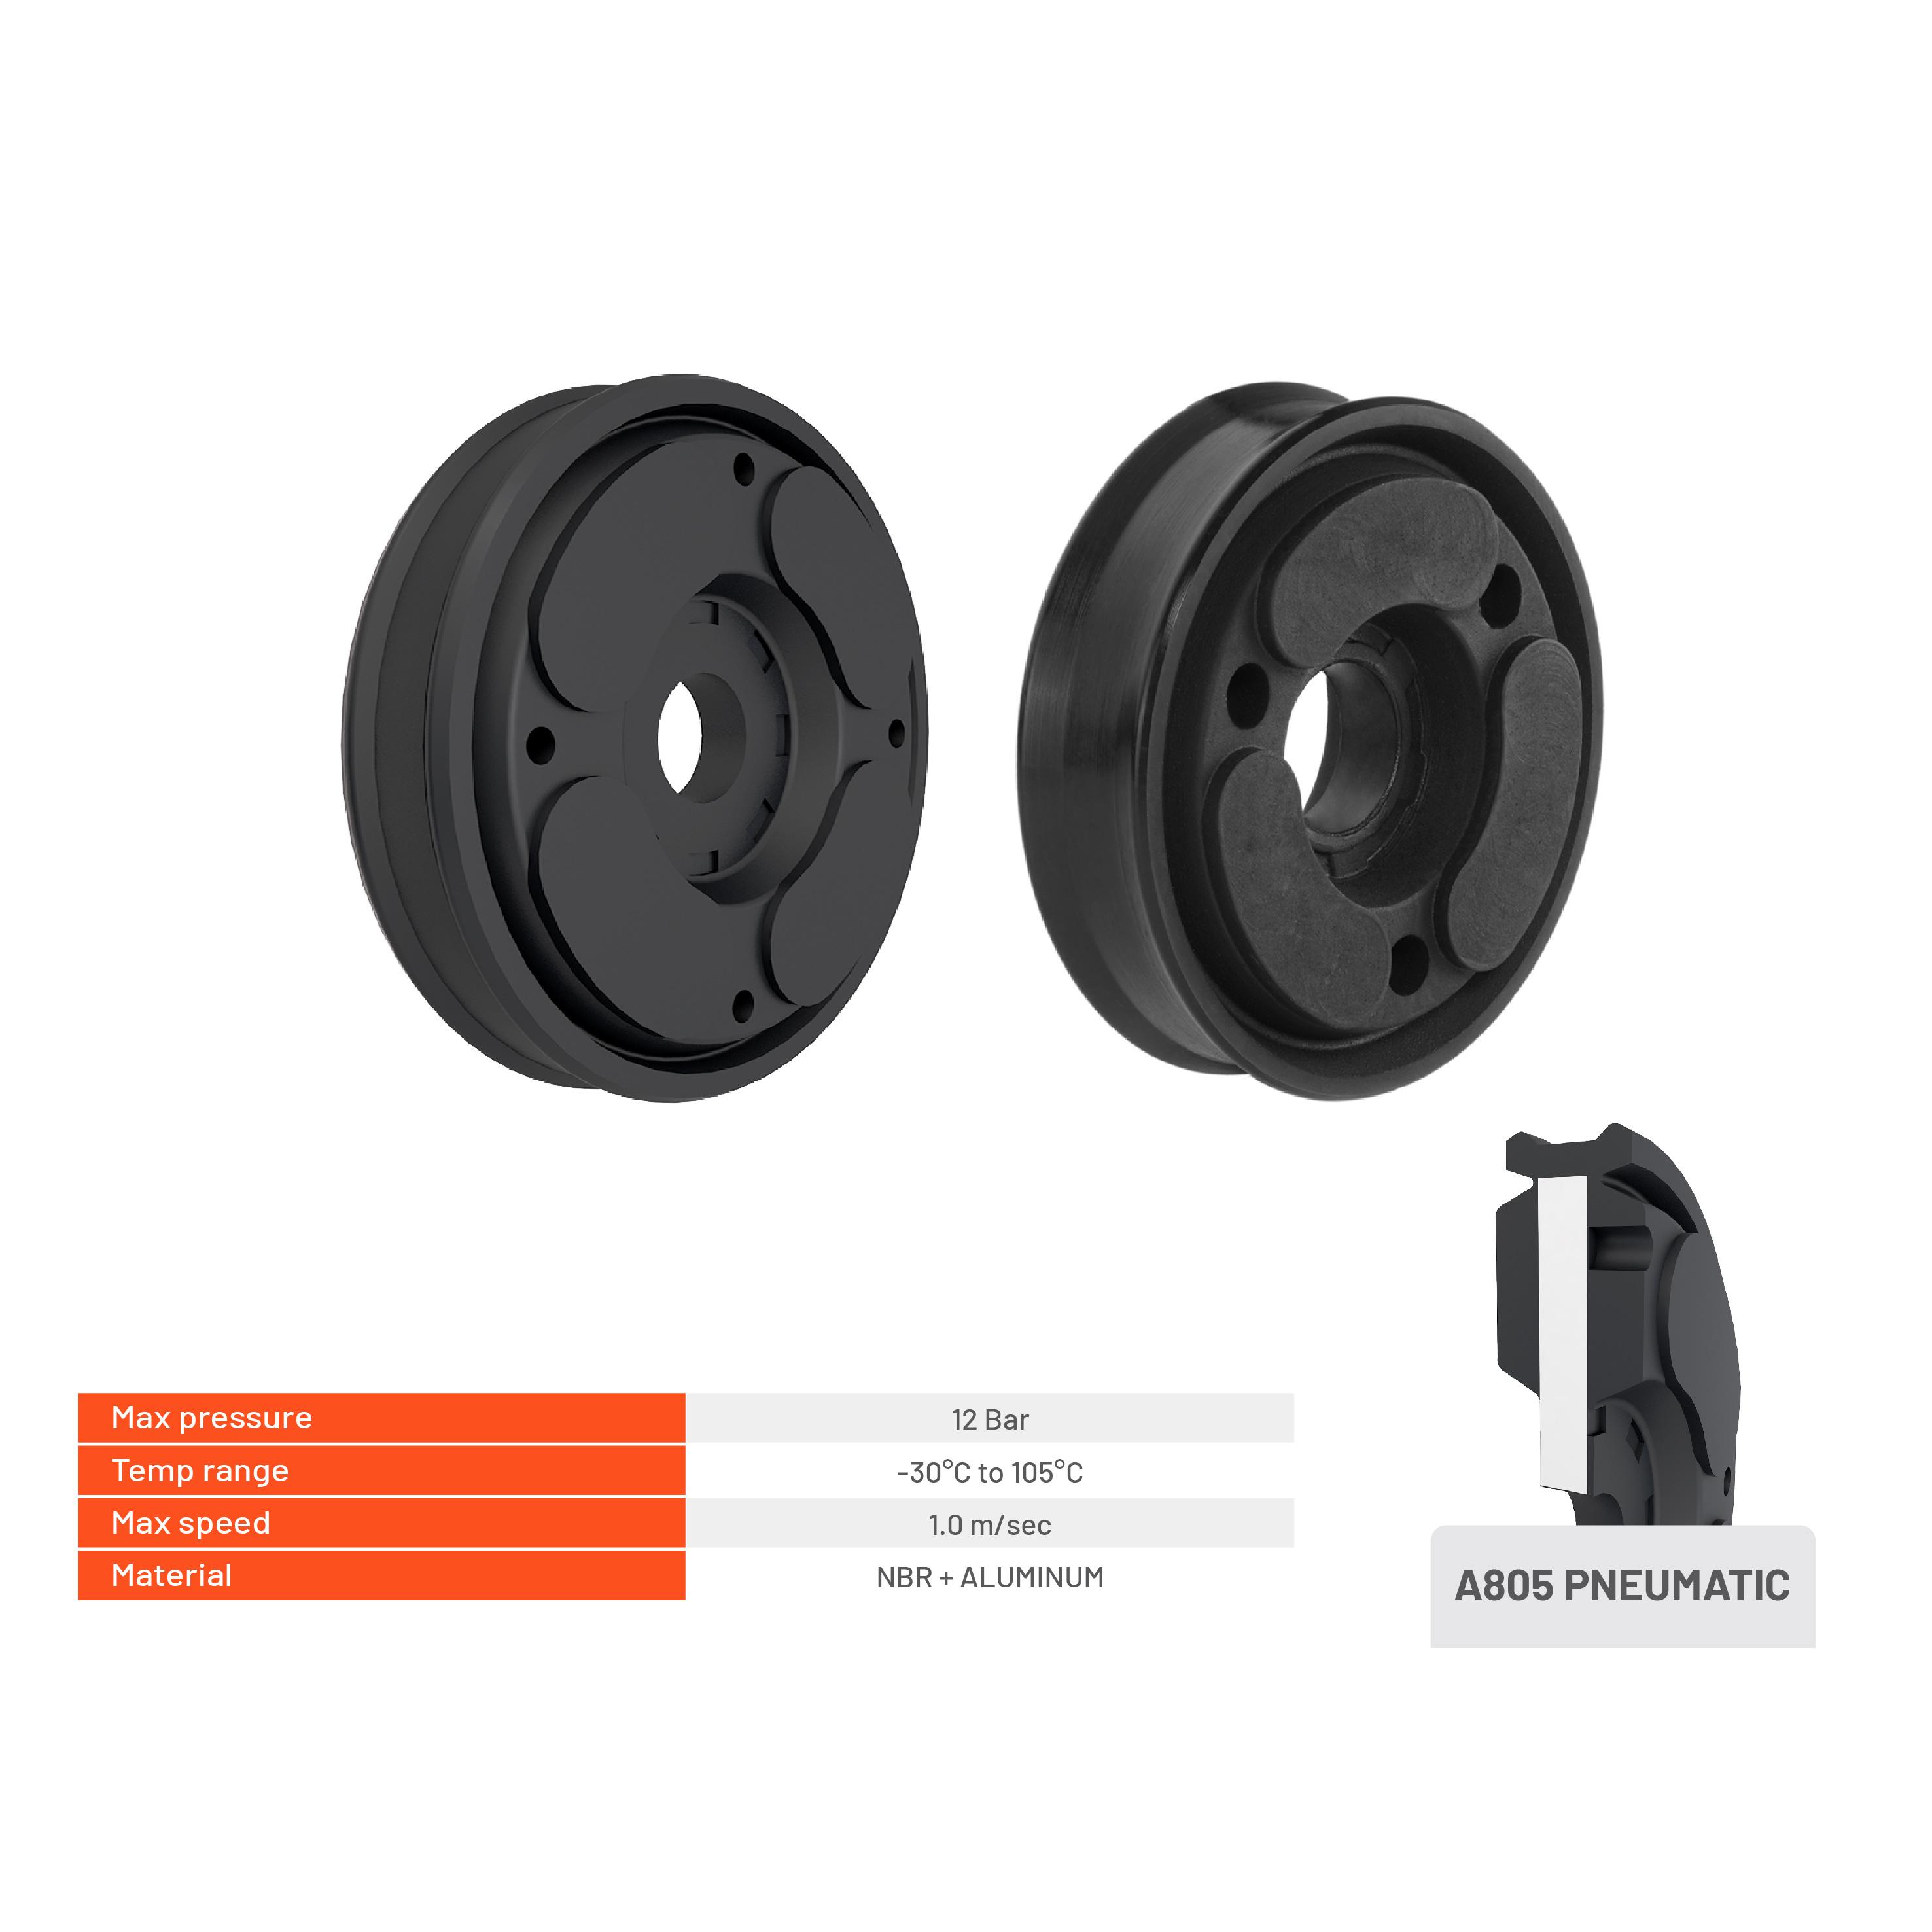 Max pressure 12 Bar
Temp range -30°C to 105°C
Max speed 1.0 m/sec
Material NBR + ALUMINUM
A805 PNEUMATIC